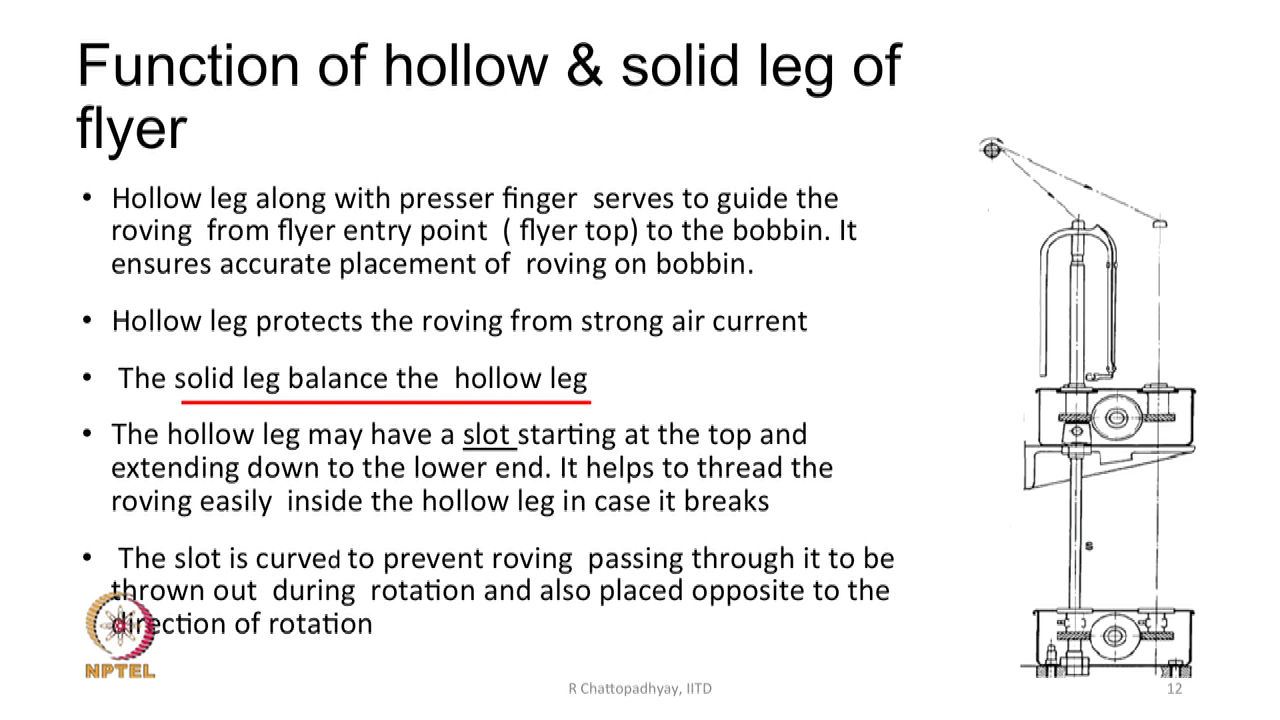 Function of hollow & solid leg of
flyer
• Hollow leg along with presser finger serves to guide the
roving from flyer entry point ( flyer top) to the bobbin. It
ensures accurate placement of roving on bobbin.
• Hollow leg protects the roving from strong air current
• The solid leg balance the hollow leg
• The hollow leg may have a slot starting at the top and
extending down to the lower end. It helps to thread the
roving easily inside the hollow leg in case it breaks
• The slot is curved to prevent roving passing through it to be
thrown out during rotation and also placed opposite to the
direction of rotation
S
NPTEL
R Chattopadhyay, IITD
12